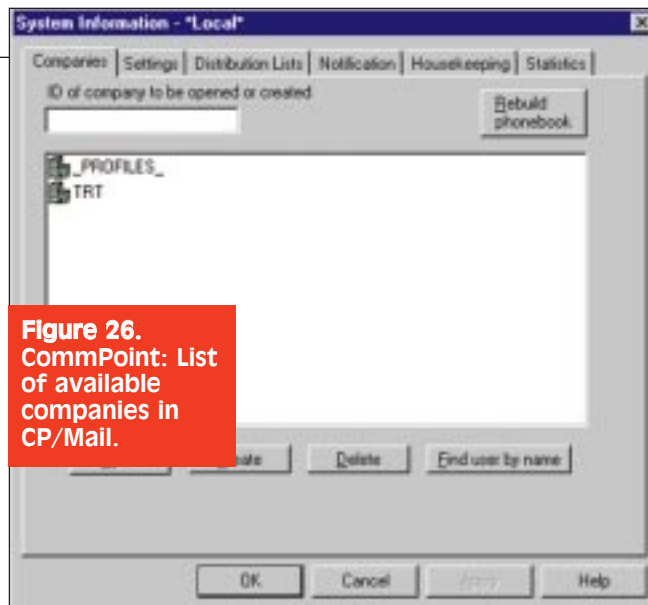 System Information - *Local*
Companies Settings Distribution Lists Notification Housekeeping Statistics
ID of company to be opened or created
Rebuild phonebook
_PROFILES_
TRT
Figure 26.
CommPoint: List
of available
companies in
CP/Mail.
Delete Find user by name
OK Cancel Apply Help